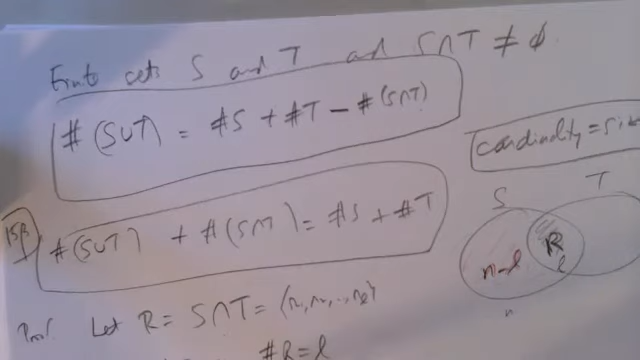 Finite sets S and T and S∩T ≠ ϕ
#(S∪T) = #S + #T − #(S∩T)
cardinality = size
S T
#(S∪T) + #(S∩T) = #S + #T
n-l R l
n
Proof. Let R = S∩T = {r₁, r₂, .., rₗ}
#R = l